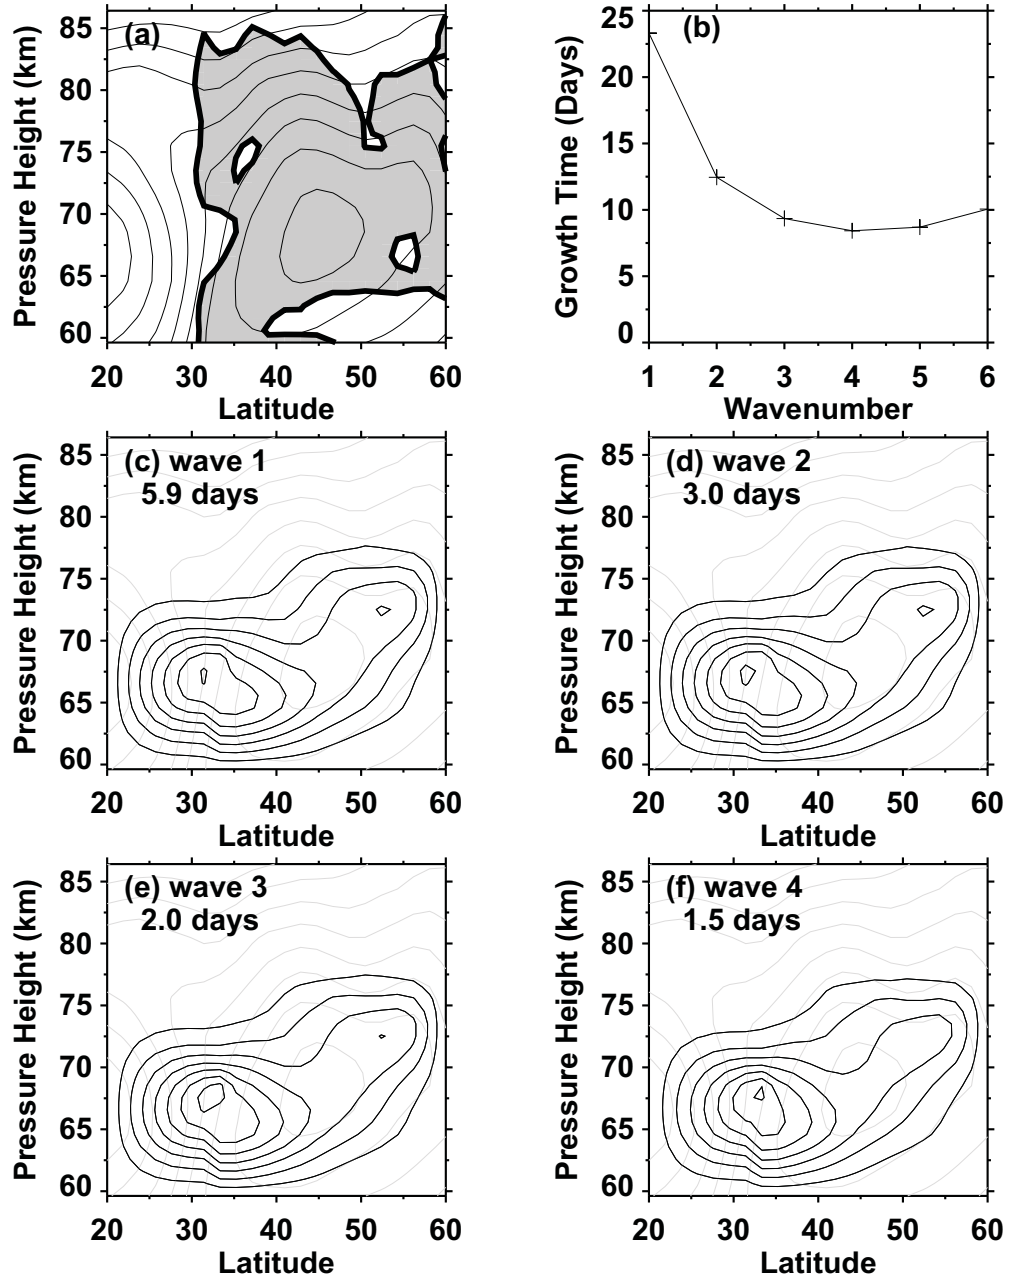 (a)
85
80
75
70
65
60
Pressure Height (km)
20 30 40 50 60
Latitude
(b)
25
20
15
10
5
0
Growth Time (Days)
1 2 3 4 5 6
Wavenumber
(c) wave 1
5.9 days
85
80
75
70
65
60
Pressure Height (km)
20 30 40 50 60
Latitude
(d) wave 2
3.0 days
85
80
75
70
65
60
Pressure Height (km)
20 30 40 50 60
Latitude
(e) wave 3
2.0 days
85
80
75
70
65
60
Pressure Height (km)
20 30 40 50 60
Latitude
(f) wave 4
1.5 days
85
80
75
70
65
60
Pressure Height (km)
20 30 40 50 60
Latitude